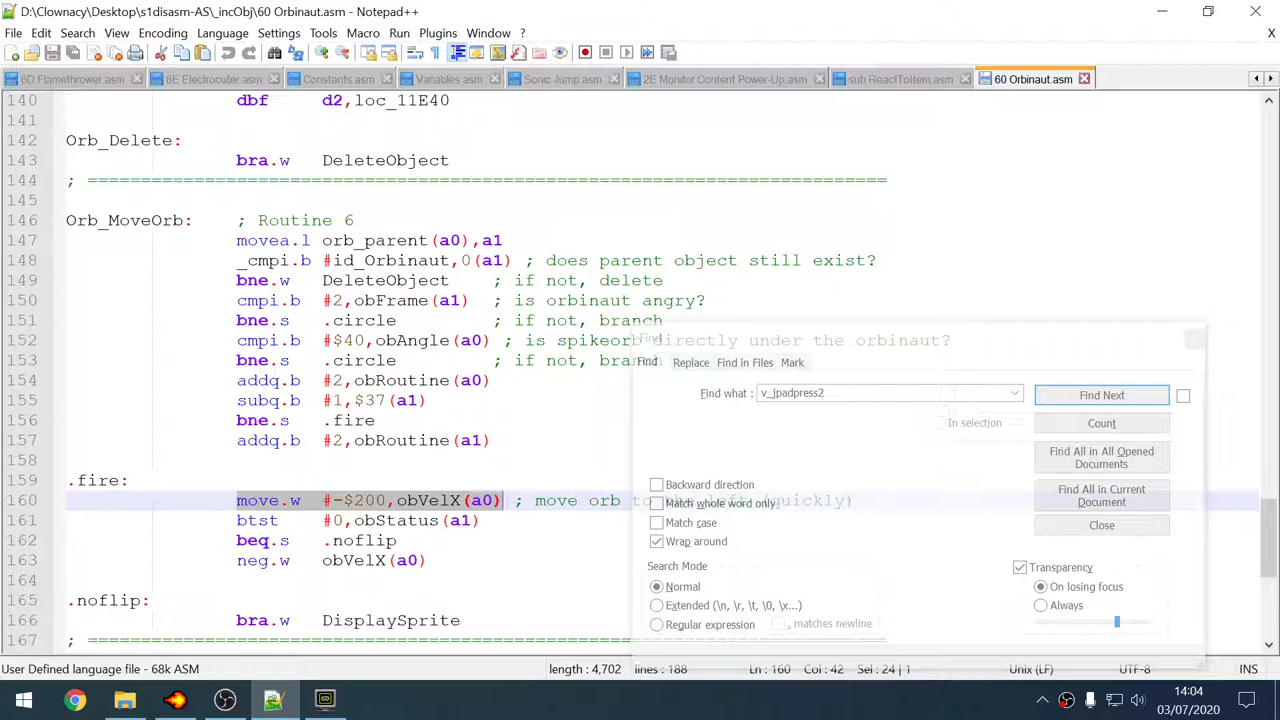 D:\Clownacy\Desktop\s1disasm-AS\_incObj\60 Orbinaut.asm - Notepad++
File Edit Search View Encoding Language Settings Tools Macro Run Plugins Window ? X
6D Flamethrower.asm 6E Electrocuter.asm Constants.asm Variables.asm Sonic Jump.asm 2E Monitor Content Power-Up.asm sub ReactToItem.asm 60 Orbinaut.asm
140 dbf d2,loc_11E40
141
142 Orb_Delete:
143 bra.w DeleteObject
144 ; ===========================================================================
145
146 Orb_MoveOrb: ; Routine 6
147 movea.l orb_parent(a0),a1
148 _cmpi.b #id_Orbinaut,0(a1) ; does parent object still exist?
149 bne.w DeleteObject ; if not, delete
150 cmpi.b #2,obFrame(a1) ; is orbinaut angry?
151 bne.s .circle ; if not, branch
152 cmpi.b #$40,obAngle(a0) ; is spikeorb directly under the orbinaut?
153 bne.s .circle ; if not, branch
154 addq.b #2,obRoutine(a0)
155 subq.b #1,$37(a1)
156 bne.s .fire
157 addq.b #2,obRoutine(a1)
158
159 .fire:
160 move.w #-$200,obVelX(a0) ; move orb to the left (quickly)
161 btst #0,obStatus(a1)
162 beq.s .noflip
163 neg.w obVelX(a0)
164
165 .noflip:
166 bra.w DisplaySprite
167 ; ===========================================================================
Find
Find Replace Find in Files Mark
Find what : v_jpadpress2 Find Next
In selection Count
Find All in All Opened
Documents
Find All in Current
Document
Close
Backward direction
Match whole word only
Match case
Wrap around
Search Mode
Normal
Extended (\n, \r, \t, \0, \x...)
Regular expression . matches newline
Transparency
On losing focus
Always
User Defined language file - 68k ASM length : 4,702 lines : 188 Ln : 160 Col : 42 Sel : 24 | 1 Unix (LF) UTF-8 INS
14:04
03/07/2020